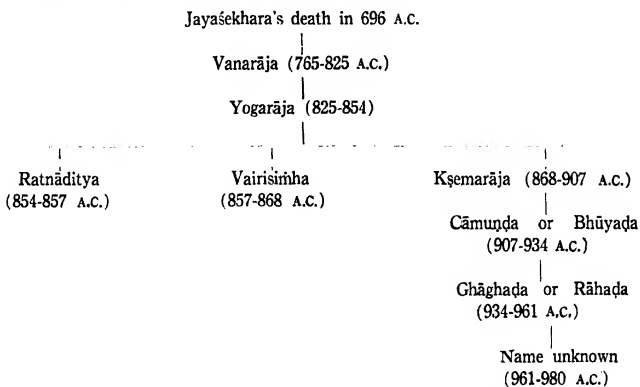 Jayaśekhara's death in 696 A.C.
Vanarāja (765-825 A.C.)
Yogarāja (825-854)
Ratnāditya Vairisiṁha Kṣemarāja (868-907 A.C.)
(854-857 A.C.) (857-868 A.C.)
Cāmuṇḍa or Bhūyaḍa
(907-934 A.C.)
Ghāghaḍa or Rāhaḍa
(934-961 A.C.)
Name unknown
(961-980 A.C.)